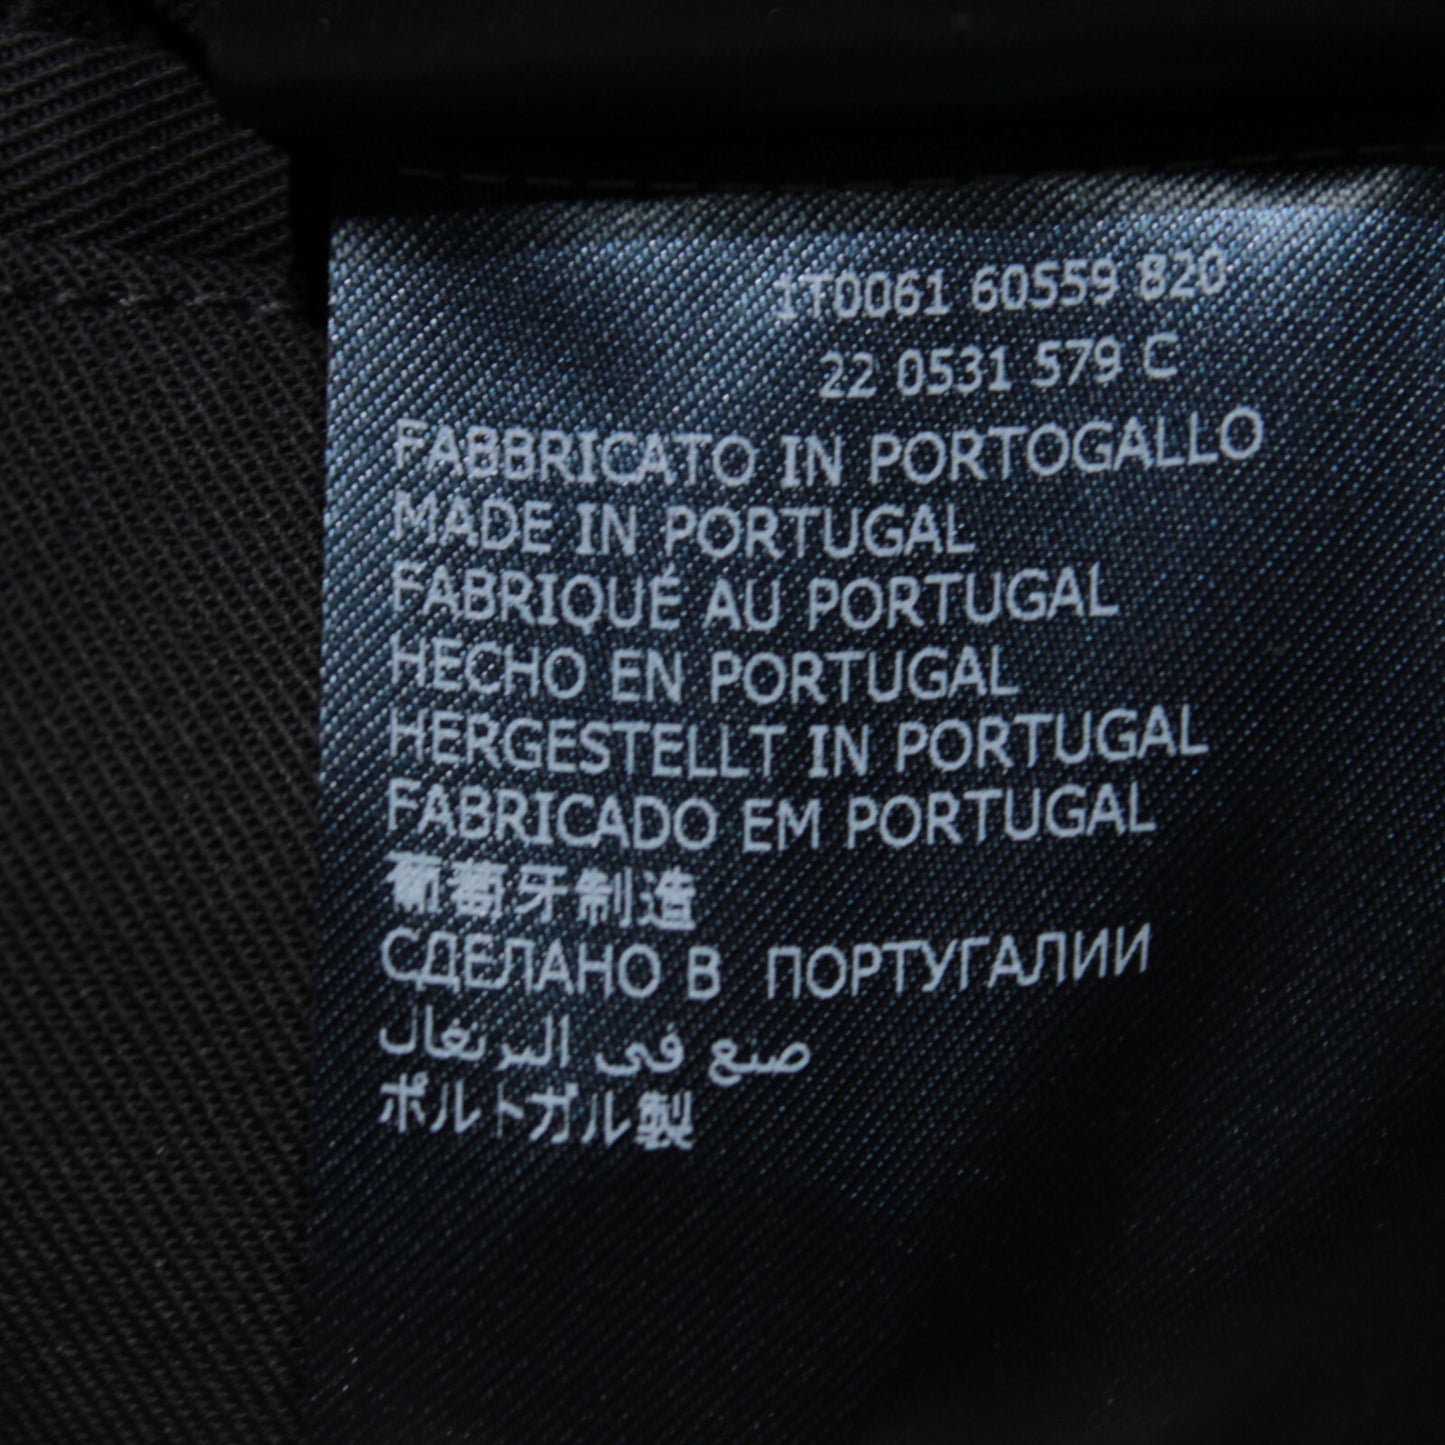 1T0061 60559 820
22 0531 579 C
FABBRICATO IN PORTOGALLO
MADE IN PORTUGAL
FABRIQUÉ AU PORTUGAL
HECHO EN PORTUGAL
HERGESTELLT IN PORTUGAL
FABRICADO EM PORTUGAL
葡萄牙制造
СДЕЛАНО В ПОРТУГАЛИИ
صنع في البرتغال
ポルトガル製